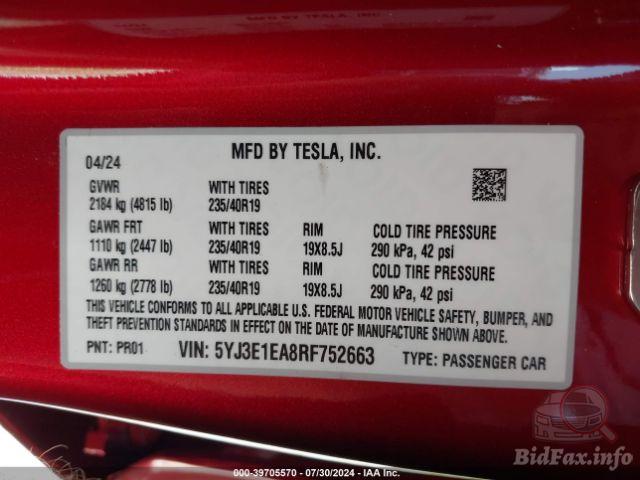 MFD BY TESLA, INC.
04/24
GVWR WITH TIRES
2184 kg (4815 lb) 235/40R19
GAWR FRT WITH TIRES RIM COLD TIRE PRESSURE
1110 kg (2447 lb) 235/40R19 19X8.5J 290 kPa, 42 psi
GAWR RR WITH TIRES RIM COLD TIRE PRESSURE
1260 kg (2778 lb) 235/40R19 19X8.5J 290 kPa, 42 psi
THIS VEHICLE CONFORMS TO ALL APPLICABLE U.S. FEDERAL MOTOR VEHICLE SAFETY, BUMPER, AND
THEFT PREVENTION STANDARDS IN EFFECT ON THE DATE OF MANUFACTURE SHOWN ABOVE.
PNT: PR01 VIN: 5YJ3E1EA8RF752663 TYPE: PASSENGER CAR
BidFax.info
000-39705570 - 07/30/2024 - IAA Inc.